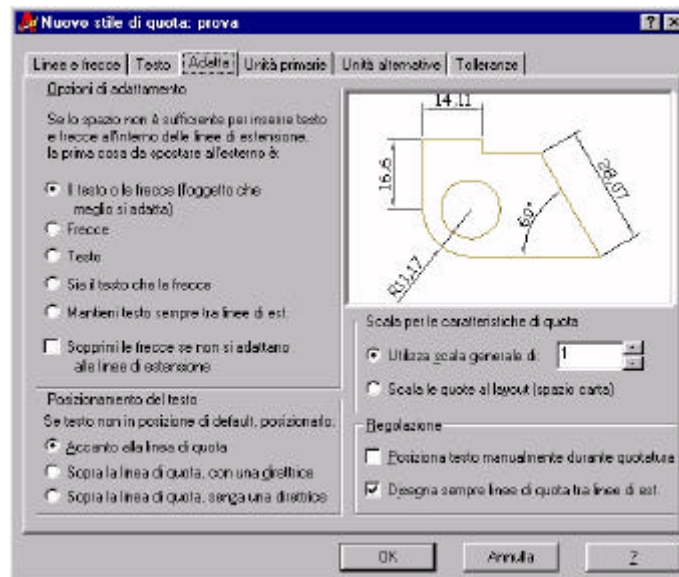 Nuovo stile di quota: prova
Linee e frecce
Testo
Adatta
Unità primarie
Unità alternative
Tolleranze
Opzioni di adattamento
Se lo spazio non è sufficiente per inserire testo
e frecce all'interno delle linee di estensione,
la prima cosa da spostare all'esterno è:
Il testo o le frecce (l'oggetto che
meglio si adatta)
Frecce
Testo
Sia il testo che le frecce
Mantieni testo sempre tra linee di est.
Sopprimi le frecce se non si adattano
alle linee di estensione
Posizionamento del testo
Se testo non in posizione di default, posizionarlo:
Accanto alla linea di quota
Sopra la linea di quota, con una direttrice
Sopra la linea di quota, senza una direttrice
14.11
16.6
28.07
60°
R11.17
Scala per le caratteristiche di quota
Utilizza scala generale di:
1
Scala le quote al layout (spazio carta)
Regolazione
Posiziona testo manualmente durante quotatura
Disegna sempre linee di quota tra linee di est.
OK
Annulla
?